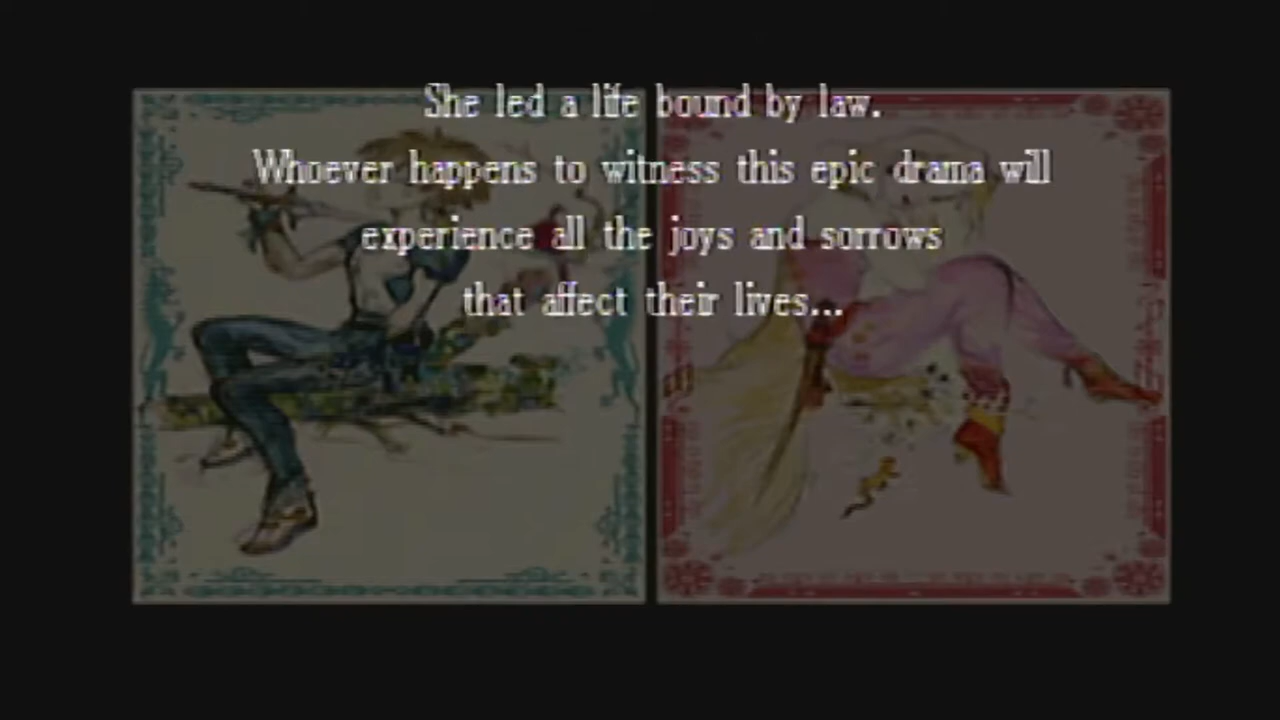 She led a life bound by law.
Whoever happens to witness this epic drama will
experience all the joys and sorrows
that affect their lives...